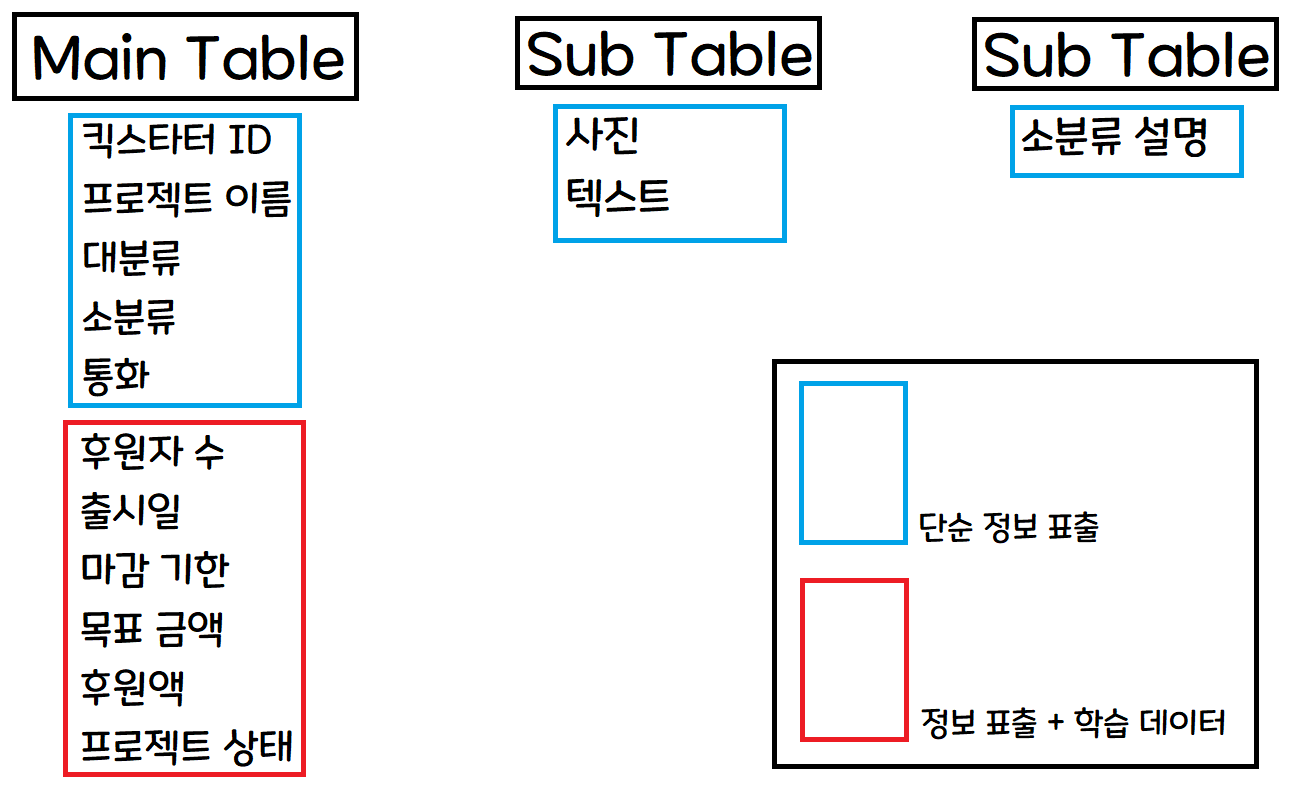 Main Table
킥스타터 ID
프로젝트 이름
대분류
소분류
통화
후원자 수
출시일
마감 기한
목표 금액
후원액
프로젝트 상태
Sub Table
사진
텍스트
Sub Table
소분류 설명
단순 정보 표출
정보 표출 + 학습 데이터